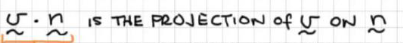 v · n IS THE PROJECTION of v ON n